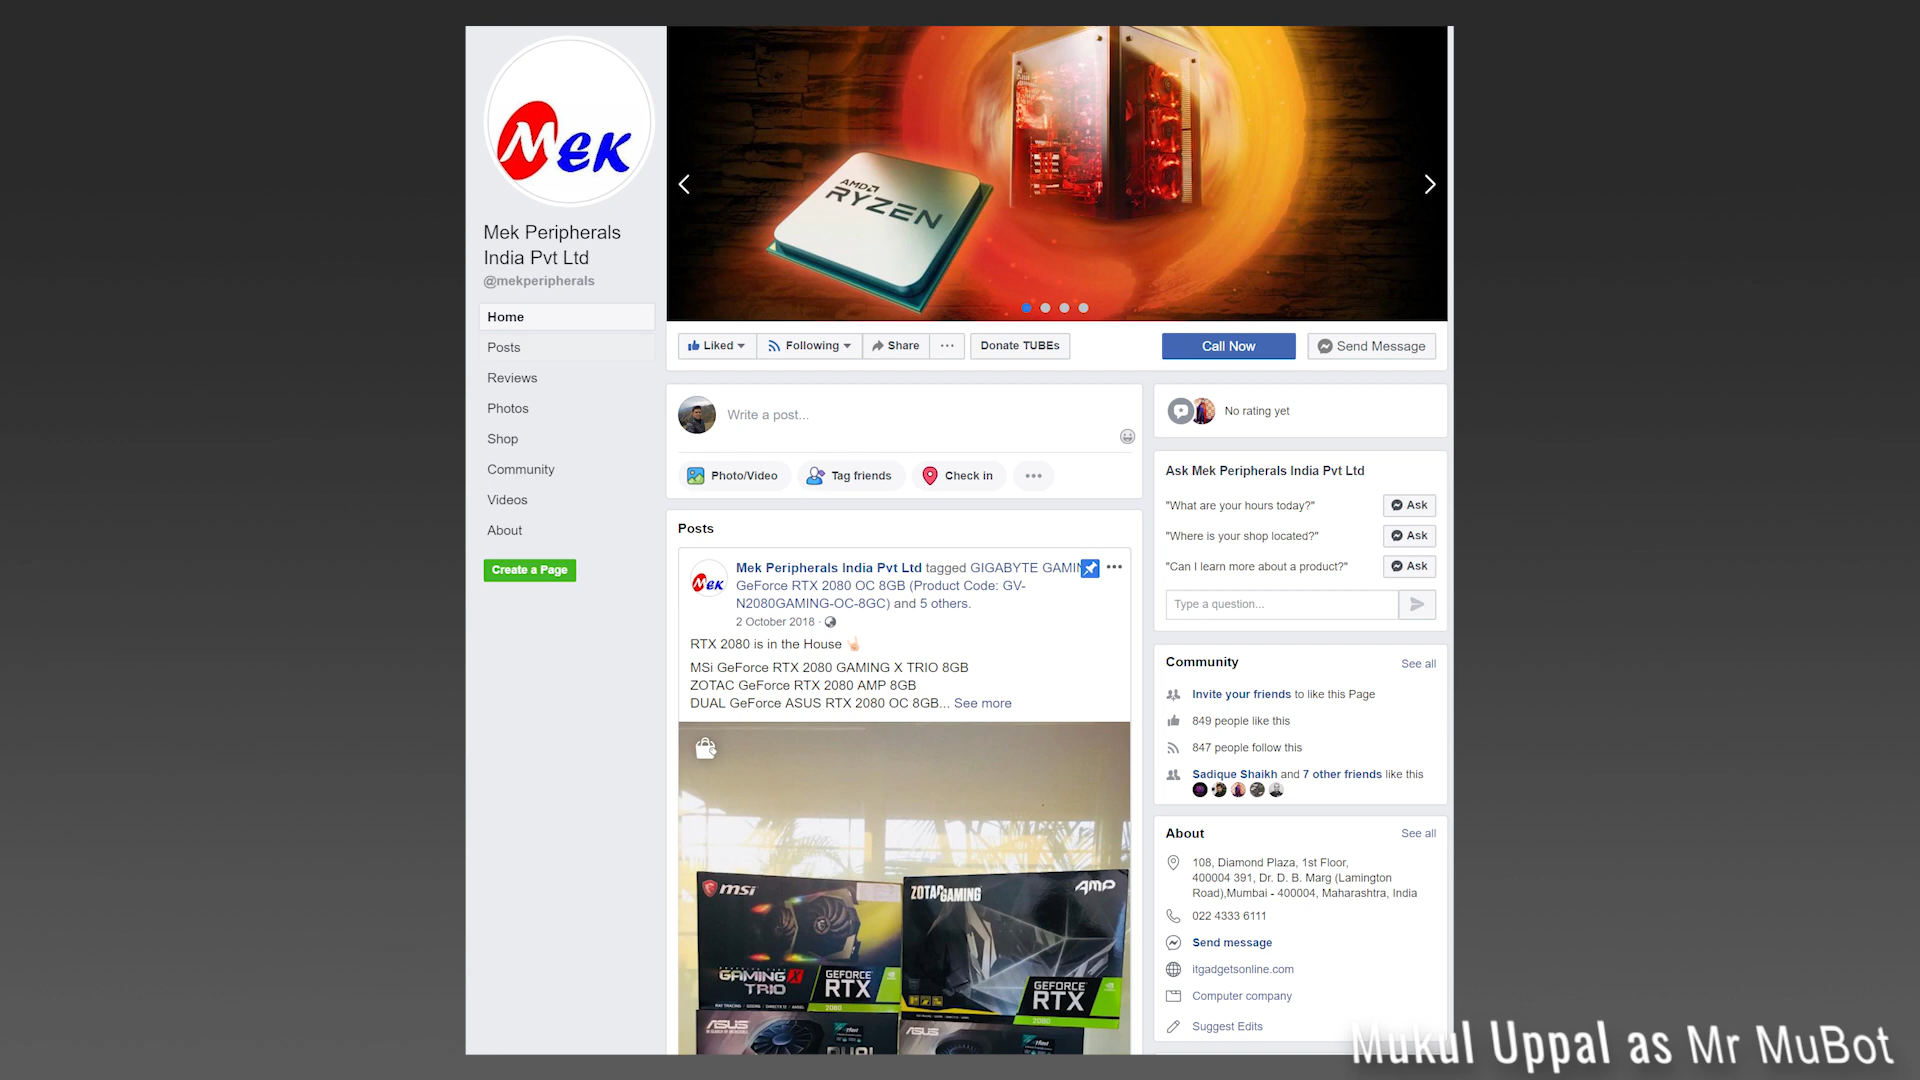 MEK
Mek Peripherals
India Pvt Ltd
@mekperipherals
Home
Posts
Reviews
Photos
Shop
Community
Videos
About
Create a Page
AMD
RYZEN
Liked
Following
Share
Donate TUBEs
Call Now
Send Message
Write a post...
Photo/Video
Tag friends
Check in
Posts
MEK
Mek Peripherals India Pvt Ltd tagged GIGABYTE GAMIN
GeForce RTX 2080 OC 8GB (Product Code: GV-
N2080GAMING-OC-8GC) and 5 others.
2 October 2018 ·
RTX 2080 is in the House
MSi GeForce RTX 2080 GAMING X TRIO 8GB
ZOTAC GeForce RTX 2080 AMP 8GB
DUAL GeForce ASUS RTX 2080 OC 8GB... See more
msi
GAMING X
TRIO
GEFORCE
RTX
2080
ZOTAC GAMING
AMP
GEFORCE
RTX
2080
ASUS
DUAL
ASUS
No rating yet
Ask Mek Peripherals India Pvt Ltd
"What are your hours today?"
Ask
"Where is your shop located?"
Ask
"Can I learn more about a product?"
Ask
Type a question...
Community
See all
Invite your friends to like this Page
849 people like this
847 people follow this
Sadique Shaikh and 7 other friends like this
About
See all
108, Diamond Plaza, 1st Floor,
400004 391, Dr. D. B. Marg (Lamington
Road),Mumbai - 400004, Maharashtra, India
022 4333 6111
Send message
itgadgetsonline.com
Computer company
Suggest Edits
Mukul Uppal as Mr MuBot